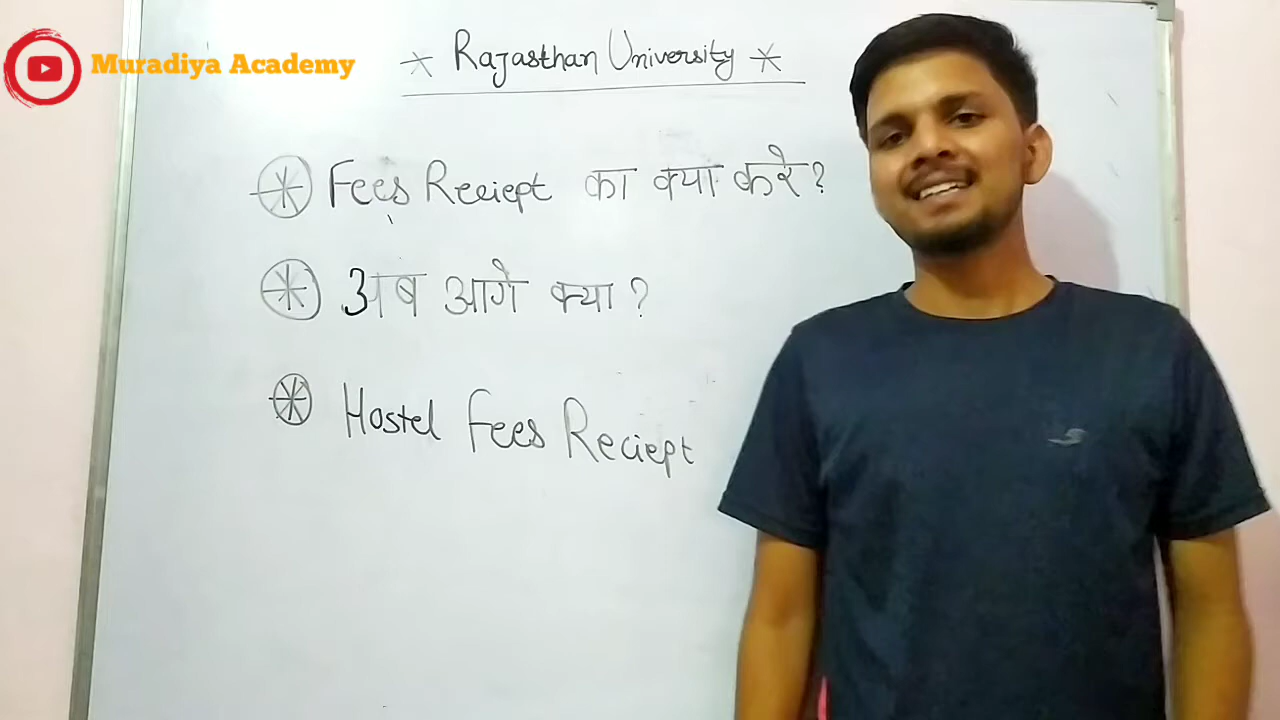 Muradiya Academy
* Rajasthan University *
Fees Reciept का क्या करे?
अब आगे क्या?
Hostel Fees Reciept